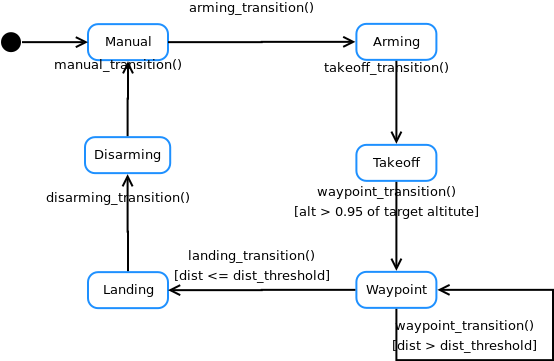 arming_transition()
Manual
Arming
manual_transition()
takeoff_transition()
Disarming
Takeoff
disarming_transition()
waypoint_transition()
[alt > 0.95 of target altitute]
landing_transition()
[dist <= dist_threshold]
Landing
Waypoint
waypoint_transition()
[dist > dist_threshold]